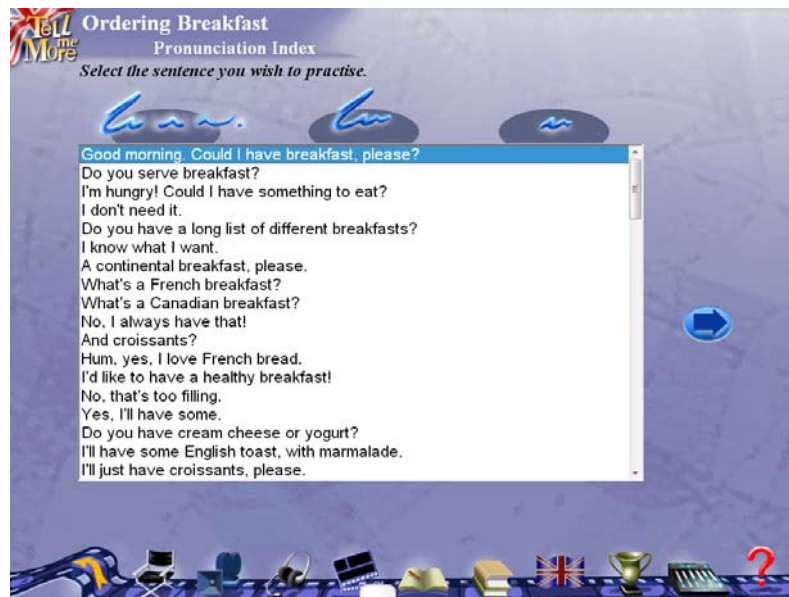 Tell me More
Ordering Breakfast
Pronunciation Index
Select the sentence you wish to practise.
Good morning. Could I have breakfast, please?
Do you serve breakfast?
I'm hungry! Could I have something to eat?
I don't need it.
Do you have a long list of different breakfasts?
I know what I want.
A continental breakfast, please.
What's a French breakfast?
What's a Canadian breakfast?
No, I always have that!
And croissants?
Hum, yes, I love French bread.
I'd like to have a healthy breakfast!
No, that's too filling.
Yes, I'll have some.
Do you have cream cheese or yogurt?
I'll have some English toast, with marmalade.
I'll just have croissants, please.
?